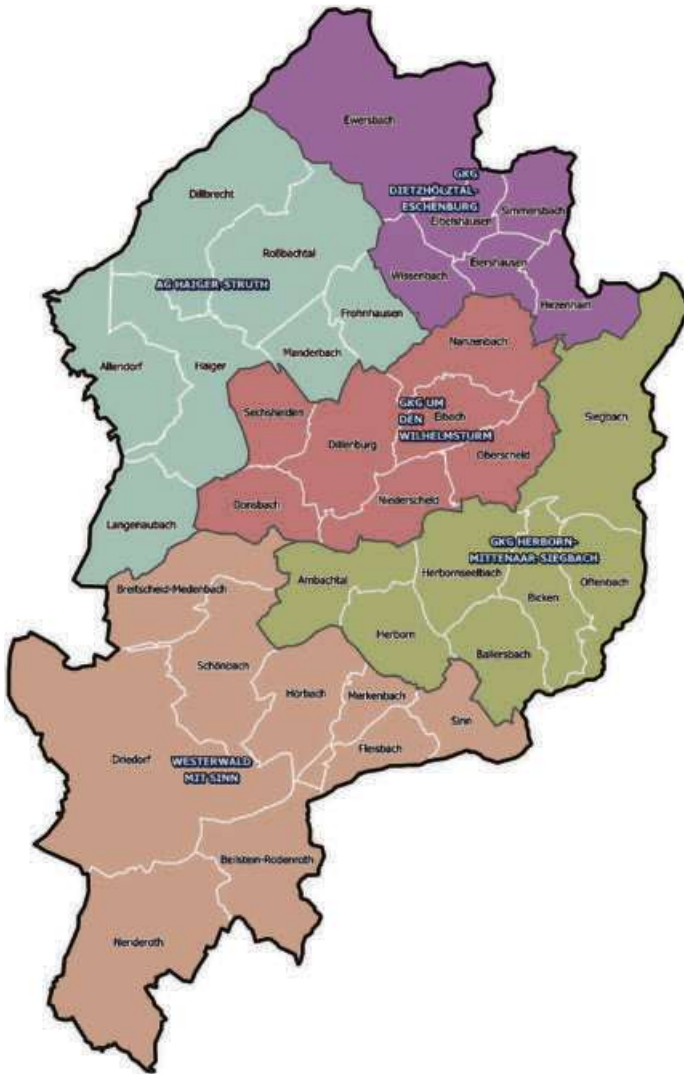 Ewersbach
GKG
DIETZHÖLZTAL-
ESCHENBURG
Simmersbach
Eibelshausen
Wissenbach
Eiershausen
Hirzenhain
Dillbrecht
Roßbachtal
AG HAIGER-STRUTH
Frohnhausen
Manderbach
Allendorf
Haiger
Langenaubach
Nanzenbach
Sechshelden
GKG UM
DEN
WILHELMSTURM
Eibach
Dillenburg
Oberscheld
Donsbach
Niederscheld
Siegbach
GKG HERBORN-
MITTENAAR-SIEGBACH
Ambachtal
Herbornseelbach
Offenbach
Bicken
Herborn
Ballersbach
Breitscheid-Medenbach
Schönbach
Hörbach
Merkenbach
Sinn
Fleisbach
Driedorf
WESTERWALD
MIT SINN
Beilstein-Rodenroth
Nenderoth